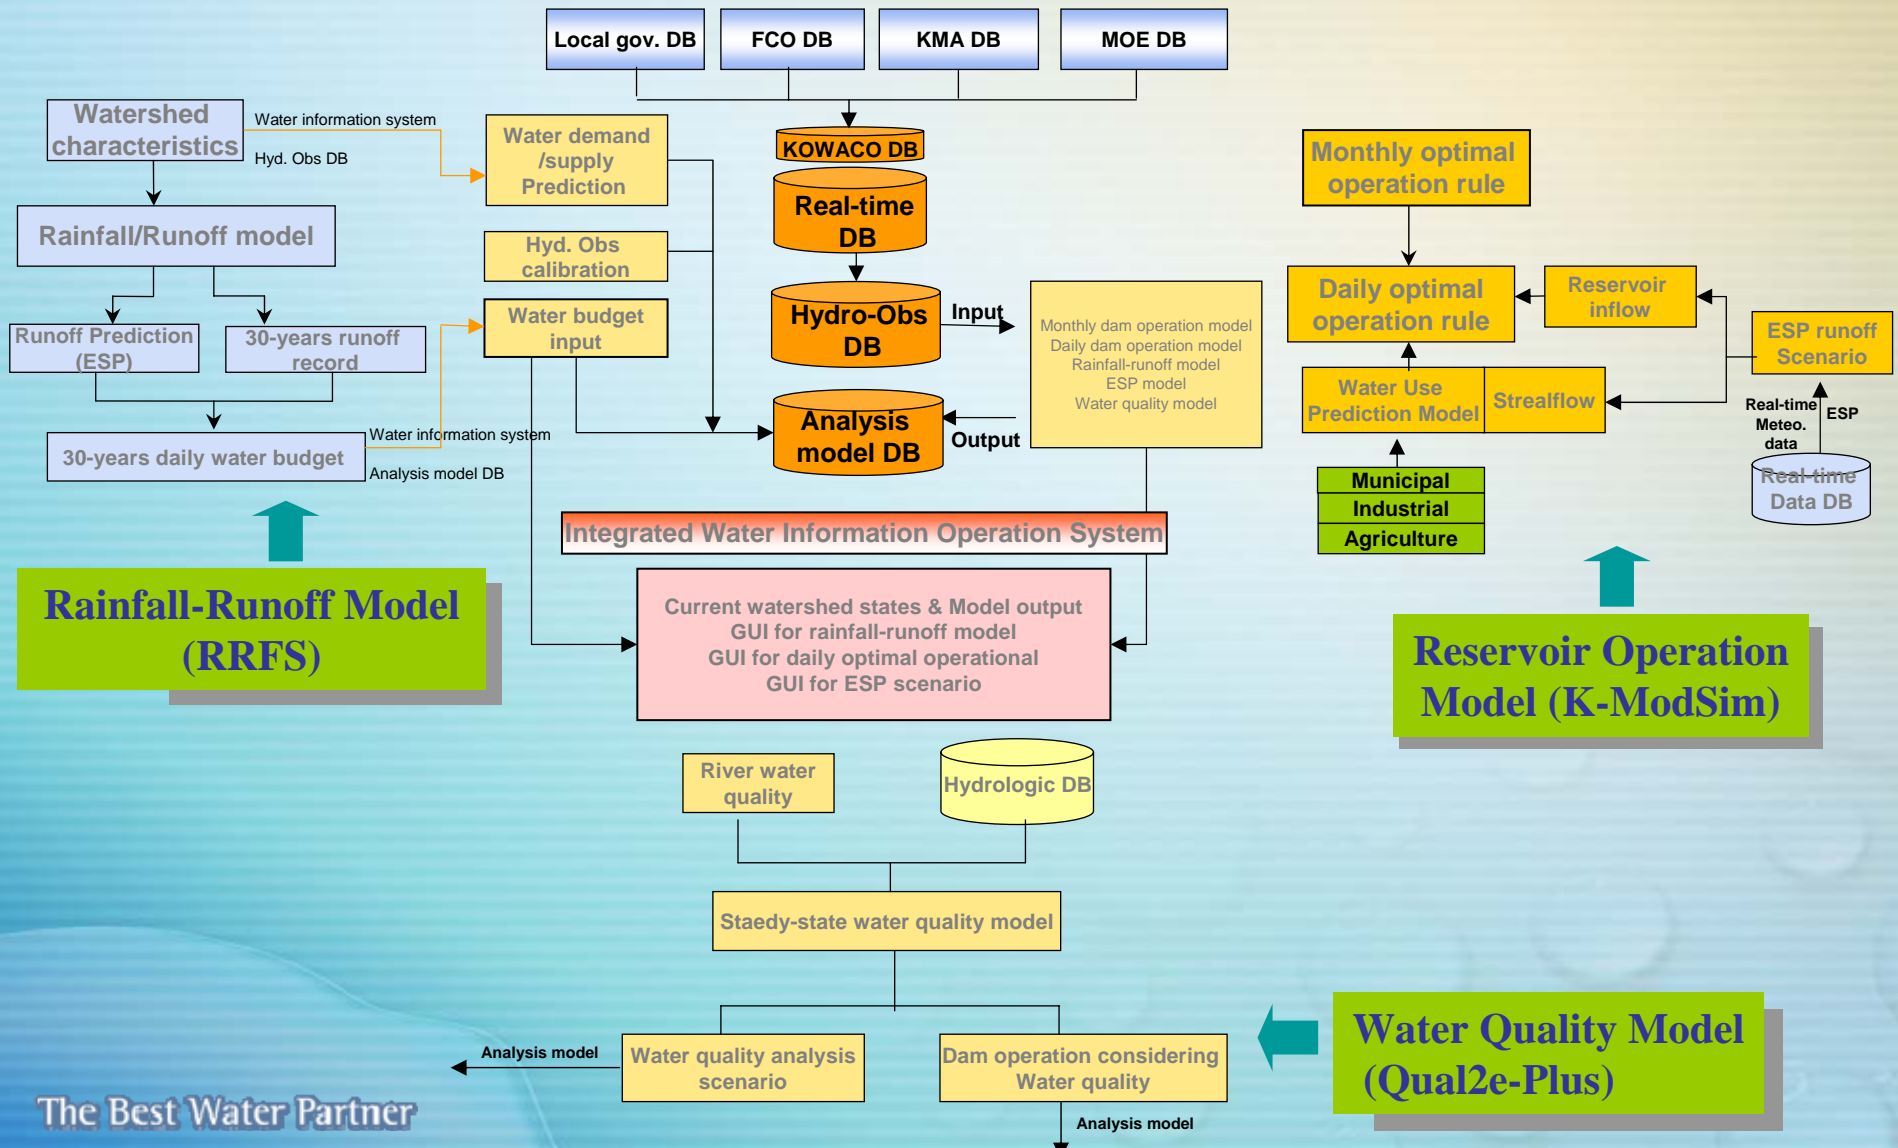 Local gov. DB
FCO DB
KMA DB
MOE DB
Watershed
characteristics
Water information system
Hyd. Obs DB
Rainfall/Runoff model
Runoff Prediction
(ESP)
30-years runoff
record
30-years daily water budget
Water information system
Analysis model DB
Rainfall-Runoff Model
(RRFS)
Water demand
/supply
Prediction
Hyd. Obs
calibration
Water budget
input
KOWACO DB
Real-time
DB
Hydro-Obs
DB
Analysis
model DB
Input
Output
Monthly dam operation model
Daily dam operation model
Rainfall-runoff model
ESP model
Water quality model
Integrated Water Information Operation System
Current watershed states & Model output
GUI for rainfall-runoff model
GUI for daily optimal operational
GUI for ESP scenario
Monthly optimal
operation rule
Daily optimal
operation rule
Reservoir
inflow
ESP runoff
Scenario
Water Use
Prediction Model
Strealflow
Real-time
Meteo.
data
ESP
Real-time
Data DB
Municipal
Industrial
Agriculture
Reservoir Operation
Model (K-ModSim)
River water
quality
Hydrologic DB
Staedy-state water quality model
Analysis model
Water quality analysis
scenario
Dam operation considering
Water quality
Analysis model
Water Quality Model
(Qual2e-Plus)
The Best Water Partner